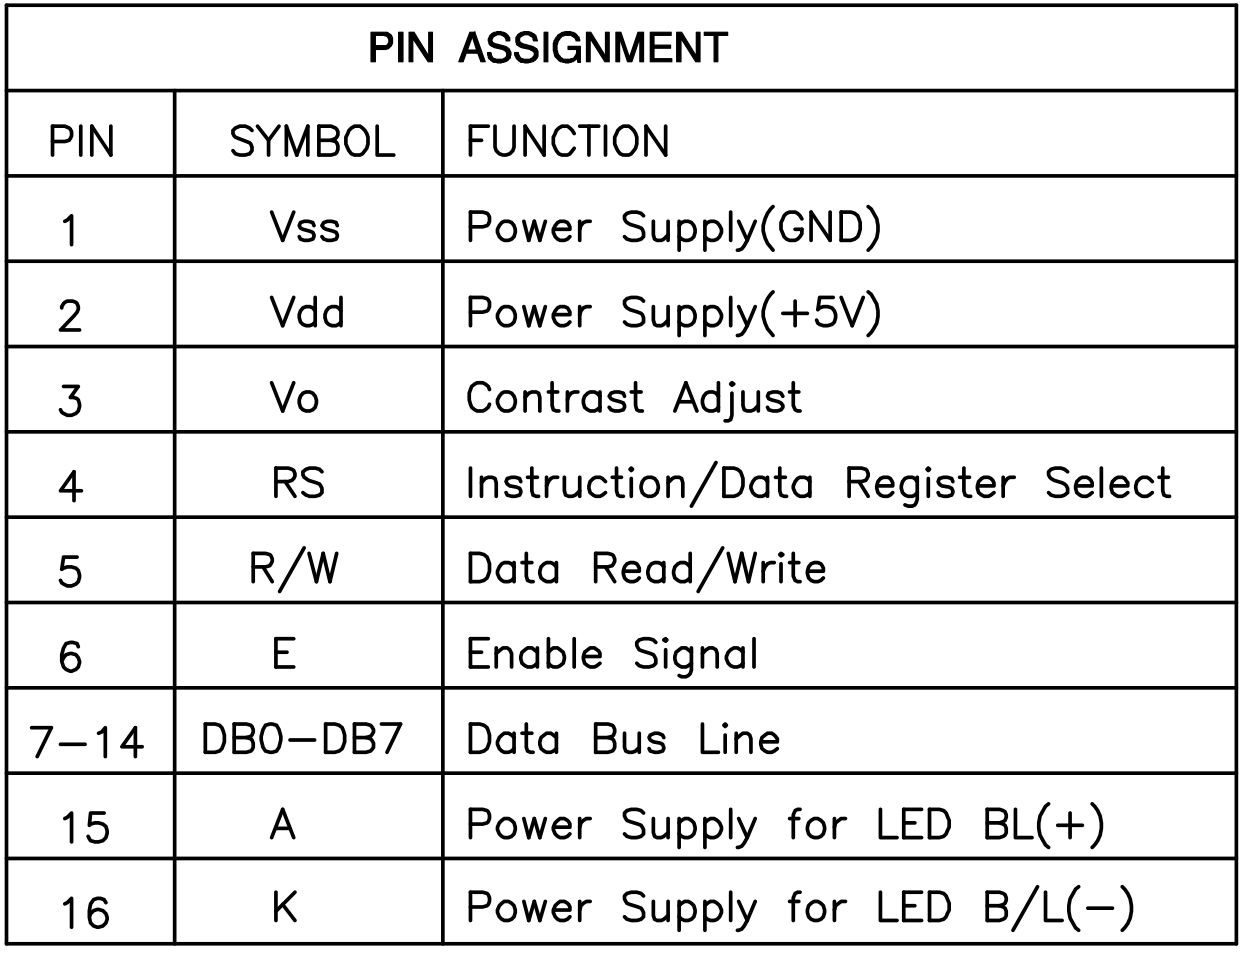 PIN ASSIGNMENT
PIN SYMBOL FUNCTION
1 Vss Power Supply(GND)
2 Vdd Power Supply(+5V)
3 Vo Contrast Adjust
4 RS Instruction/Data Register Select
5 R/W Data Read/Write
6 E Enable Signal
7-14 DB0-DB7 Data Bus Line
15 A Power Supply for LED BL(+)
16 K Power Supply for LED B/L(-)